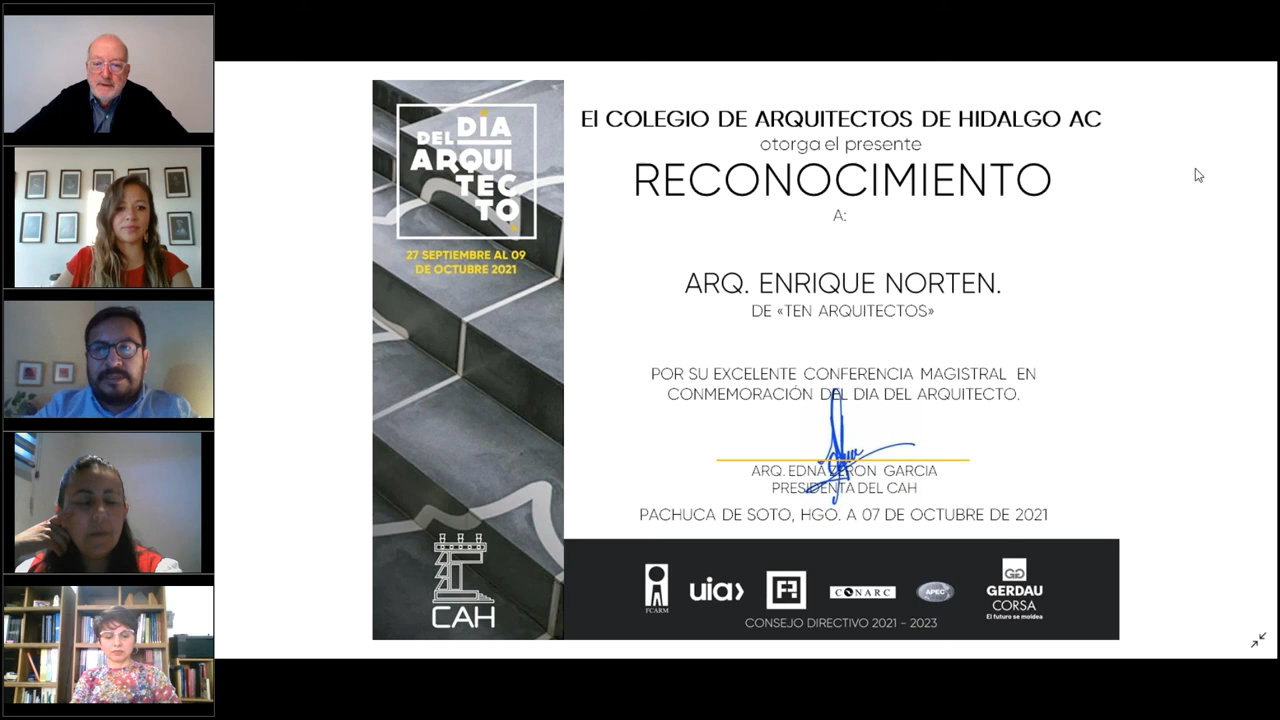 DEL DÍA
ARQUI
TEC
TO
27 SEPTIEMBRE AL 09
DE OCTUBRE 2021
CAH
El COLEGIO DE ARQUITECTOS DE HIDALGO AC
otorga el presente
RECONOCIMIENTO
A:
ARQ. ENRIQUE NORTEN.
DE «TEN ARQUITECTOS»
POR SU EXCELENTE CONFERENCIA MAGISTRAL EN
CONMEMORACIÓN DEL DIA DEL ARQUITECTO.
ARQ. EDNA ZERON GARCIA
PRESIDENTA DEL CAH
PACHUCA DE SOTO, HGO. A 07 DE OCTUBRE DE 2021
FCARM
uia
CONARC
APEC
GERDAU
CORSA
El futuro se moldea
CONSEJO DIRECTIVO 2021 - 2023